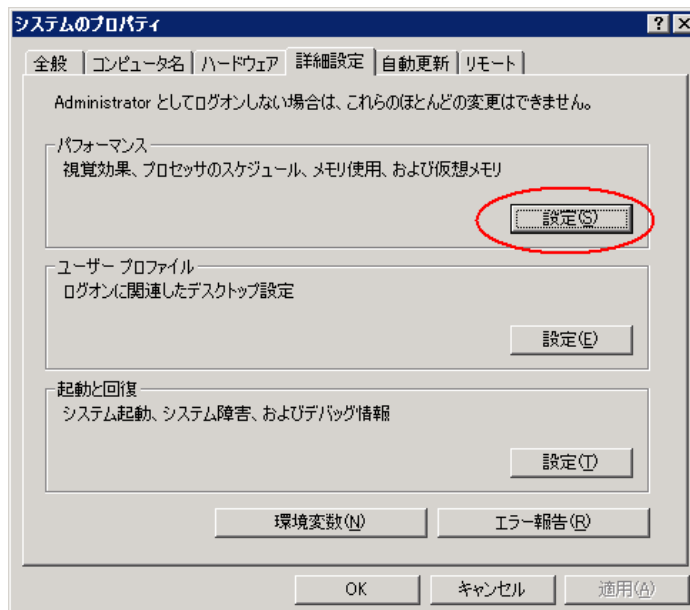 システムのプロパティ
全般 コンピュータ名 ハードウェア 詳細設定 自動更新 リモート
Administrator としてログオンしない場合は、これらのほとんどの変更はできません。
パフォーマンス
視覚効果、プロセッサのスケジュール、メモリ使用、および仮想メモリ
設定(S)
ユーザー プロファイル
ログオンに関連したデスクトップ設定
設定(E)
起動と回復
システム起動、システム障害、およびデバッグ情報
設定(T)
環境変数(N) エラー報告(R)
OK キャンセル 適用(A)